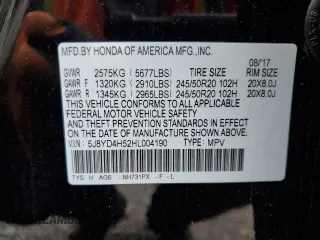 MFD.BY HONDA OF AMERICA MFG.,INC.
08/17
GVWR 2575KG (5677LBS) TIRE SIZE RIM SIZE
GAWR F 1320KG (2910LBS) 245/50R20 102H 20X8.0J
GAWR R 1345KG (2965LBS) 245/50R20 102H 20X8.0J
THIS VEHICLE CONFORMS TO ALL APPLICABLE
FEDERAL MOTOR VEHICLE SAFETY AND THEFT
PREVENTION STANDARDS IN EFFECT ON THE DATE
OF MANUFACTURE SHOWN ABOVE.
V.I.N.: 5J8YD4H52HL004190 TYPE: MPV
TYS H AG6 - NH731PX - F - L